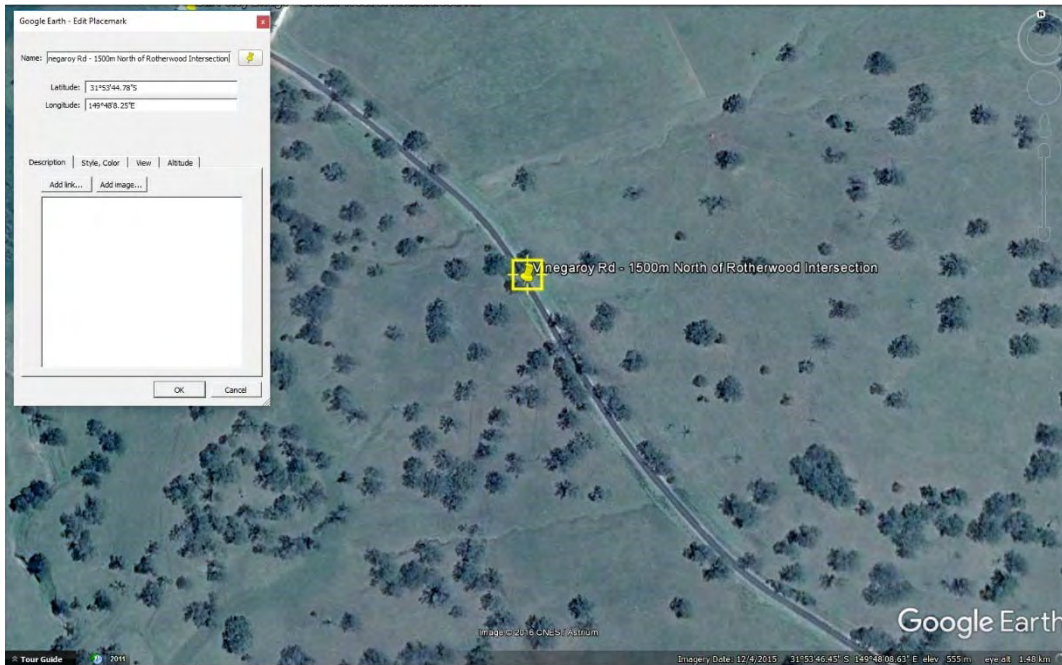 Google Earth - Edit Placemark
x
Name: negaroy Rd - 1500m North of Rotherwood Intersection
Latitude: 31°53'44.78"S
Longitude: 149°48'8.25"E
Description Style, Color View Altitude
Add link... Add image...
OK Cancel
Vinegaroy Rd - 1500m North of Rotherwood Intersection
N
Image © 2016 CNES / Astrium
Google Earth
Tour Guide 2011 Imagery Date: 12/4/2015 31°53'46.45" S 149°48'08.63" E elev 555 m eye alt 1.48 km